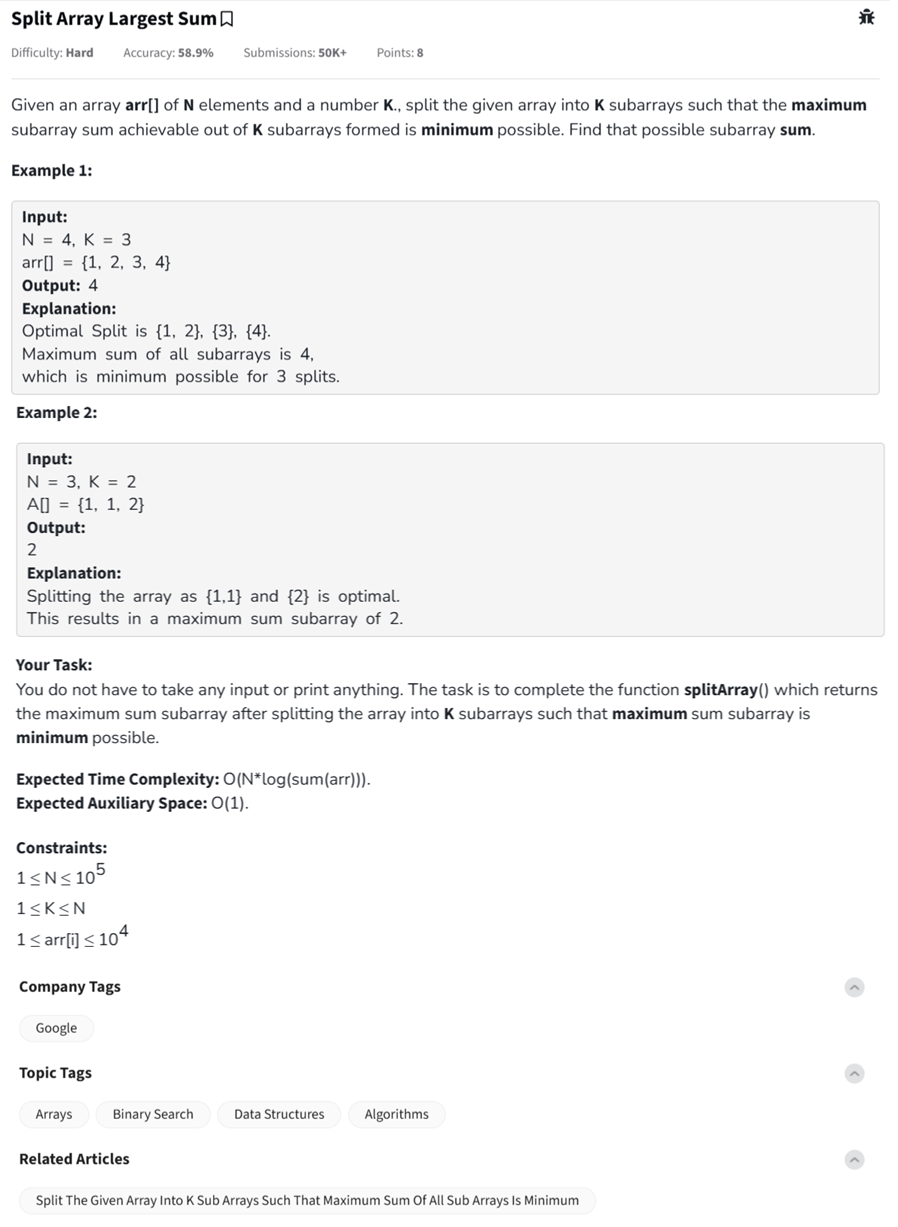 Split Array Largest Sum
Difficulty: Hard Accuracy: 58.9% Submissions: 50K+ Points: 8
Given an array arr[] of N elements and a number K., split the given array into K subarrays such that the maximum
subarray sum achievable out of K subarrays formed is minimum possible. Find that possible subarray sum.
Example 1:
Input:
N = 4, K = 3
arr[] = {1, 2, 3, 4}
Output: 4
Explanation:
Optimal Split is {1, 2}, {3}, {4}.
Maximum sum of all subarrays is 4,
which is minimum possible for 3 splits.
Example 2:
Input:
N = 3, K = 2
A[] = {1, 1, 2}
Output:
2
Explanation:
Splitting the array as {1,1} and {2} is optimal.
This results in a maximum sum subarray of 2.
Your Task:
You do not have to take any input or print anything. The task is to complete the function splitArray() which returns
the maximum sum subarray after splitting the array into K subarrays such that maximum sum subarray is
minimum possible.
Expected Time Complexity: O(N*log(sum(arr))).
Expected Auxiliary Space: O(1).
Constraints:
1 ≤ N ≤ 10^5
1 ≤ K ≤ N
1 ≤ arr[i] ≤ 10^4
Company Tags
Google
Topic Tags
Arrays Binary Search Data Structures Algorithms
Related Articles
Split The Given Array Into K Sub Arrays Such That Maximum Sum Of All Sub Arrays Is Minimum